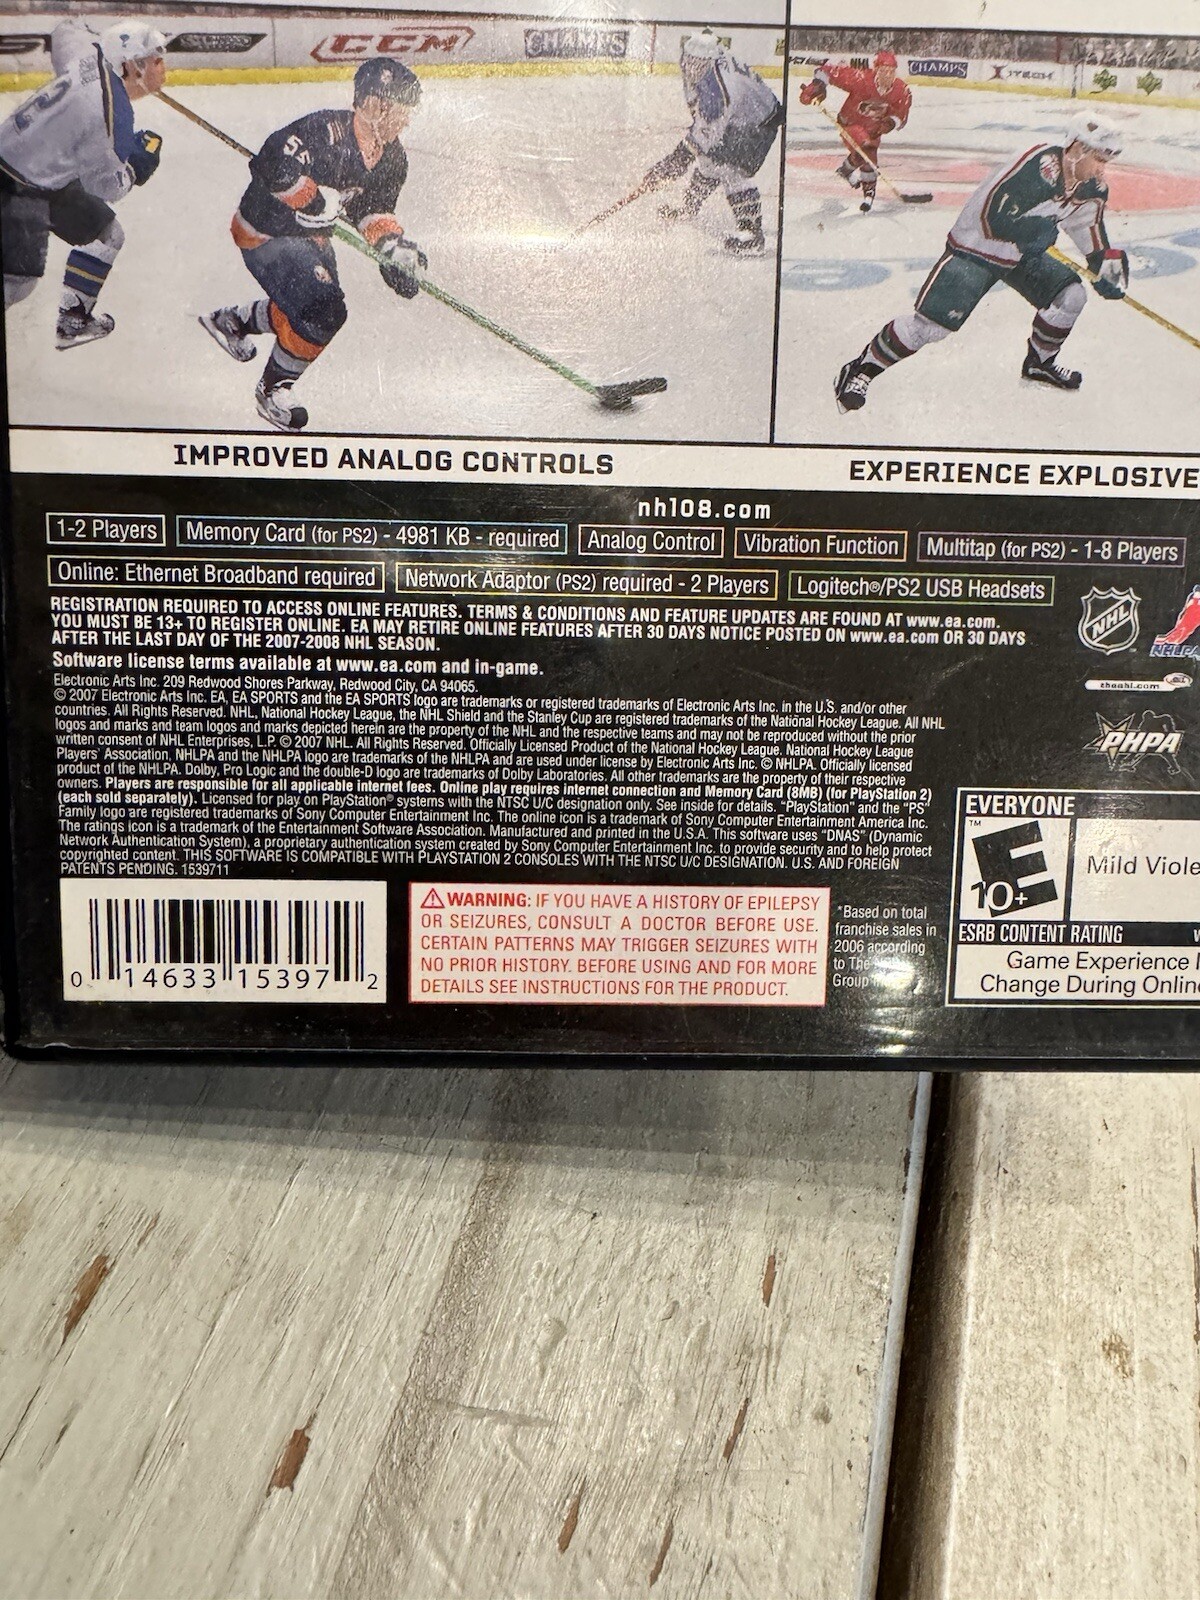 CCM
CHAMPS
NHL
CHAMPS
55
IMPROVED ANALOG CONTROLS
EXPERIENCE EXPLOSIVE
nhl08.com
1-2 Players
Memory Card (for PS2) - 4981 KB - required
Analog Control
Vibration Function
Multitap (for PS2) - 1-8 Players
Online: Ethernet Broadband required
Network Adaptor (PS2) required - 2 Players
Logitech®/PS2 USB Headsets
REGISTRATION REQUIRED TO ACCESS ONLINE FEATURES. TERMS & CONDITIONS AND FEATURE UPDATES ARE FOUND AT www.ea.com.
YOU MUST BE 13+ TO REGISTER ONLINE. EA MAY RETIRE ONLINE FEATURES AFTER 30 DAYS NOTICE POSTED ON www.ea.com OR 30 DAYS
AFTER THE LAST DAY OF THE 2007-2008 NHL SEASON.
Software license terms available at www.ea.com and in-game.
Electronic Arts Inc. 209 Redwood Shores Parkway, Redwood City, CA 94065.
© 2007 Electronic Arts Inc. EA, EA SPORTS and the EA SPORTS logo are trademarks or registered trademarks of Electronic Arts Inc. in the U.S. and/or other
countries. All Rights Reserved. NHL, National Hockey League, the NHL Shield and the Stanley Cup are registered trademarks of the National Hockey League. All NHL
logos and marks and team logos and marks depicted herein are the property of the NHL and the respective teams and may not be reproduced without the prior
written consent of NHL Enterprises, L.P. © 2007 NHL. All Rights Reserved. Officially Licensed Product of the National Hockey League. National Hockey League
Players' Association, NHLPA and the NHLPA logo are trademarks of the NHLPA and are used under license by Electronic Arts Inc. © NHLPA. Officially licensed
product of the NHLPA. Dolby, Pro Logic and the double-D logo are trademarks of Dolby Laboratories. All other trademarks are the property of their respective
owners. Players are responsible for all applicable internet fees. Online play requires internet connection and Memory Card (8MB) (for PlayStation 2)
(each sold separately). Licensed for play on PlayStation® systems with the NTSC U/C designation only. See inside for details. "PlayStation" and the "PS"
Family logo are registered trademarks of Sony Computer Entertainment Inc. The online icon is a trademark of Sony Computer Entertainment America Inc.
The ratings icon is a trademark of the Entertainment Software Association. Manufactured and printed in the U.S.A. This software uses "DNAS" (Dynamic
Network Authentication System), a proprietary authentication system created by Sony Computer Entertainment Inc. to provide security and to help protect
copyrighted content. THIS SOFTWARE IS COMPATIBLE WITH PLAYSTATION 2 CONSOLES WITH THE NTSC U/C DESIGNATION. U.S. AND FOREIGN
PATENTS PENDING. 1539711
NHL
NHLPA
theahl.com
PHPA
0 14633 15397 2
WARNING: IF YOU HAVE A HISTORY OF EPILEPSY
OR SEIZURES, CONSULT A DOCTOR BEFORE USE.
CERTAIN PATTERNS MAY TRIGGER SEIZURES WITH
NO PRIOR HISTORY. BEFORE USING AND FOR MORE
DETAILS SEE INSTRUCTIONS FOR THE PRODUCT.
*Based on total
franchise sales in
2006 according
to The
Group
EVERYONE
E
10+
TM
Mild Viole
ESRB CONTENT RATING
Game Experience
Change During Onlin